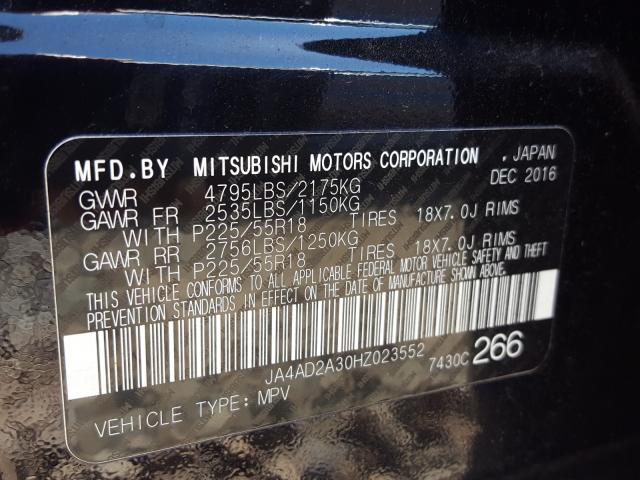 MFD.BY MITSUBISHI MOTORS CORPORATION , JAPAN
GVWR 4795LBS/2175KG DEC 2016
GAWR FR 2535LBS/1150KG
WITH P225/55R18 TIRES 18X7.0J RIMS
GAWR RR 2756LBS/1250KG
WITH P225/55R18 TIRES 18X7.0J RIMS
THIS VEHICLE CONFORMS TO ALL APPLICABLE FEDERAL MOTOR VEHICLE SAFETY AND THEFT
PREVENTION STANDARDS IN EFFECT ON THE DATE OF MANUFACTURE SHOWN ABOVE.
JA4AD2A30HZ023552 7430C 266
VEHICLE TYPE: MPV